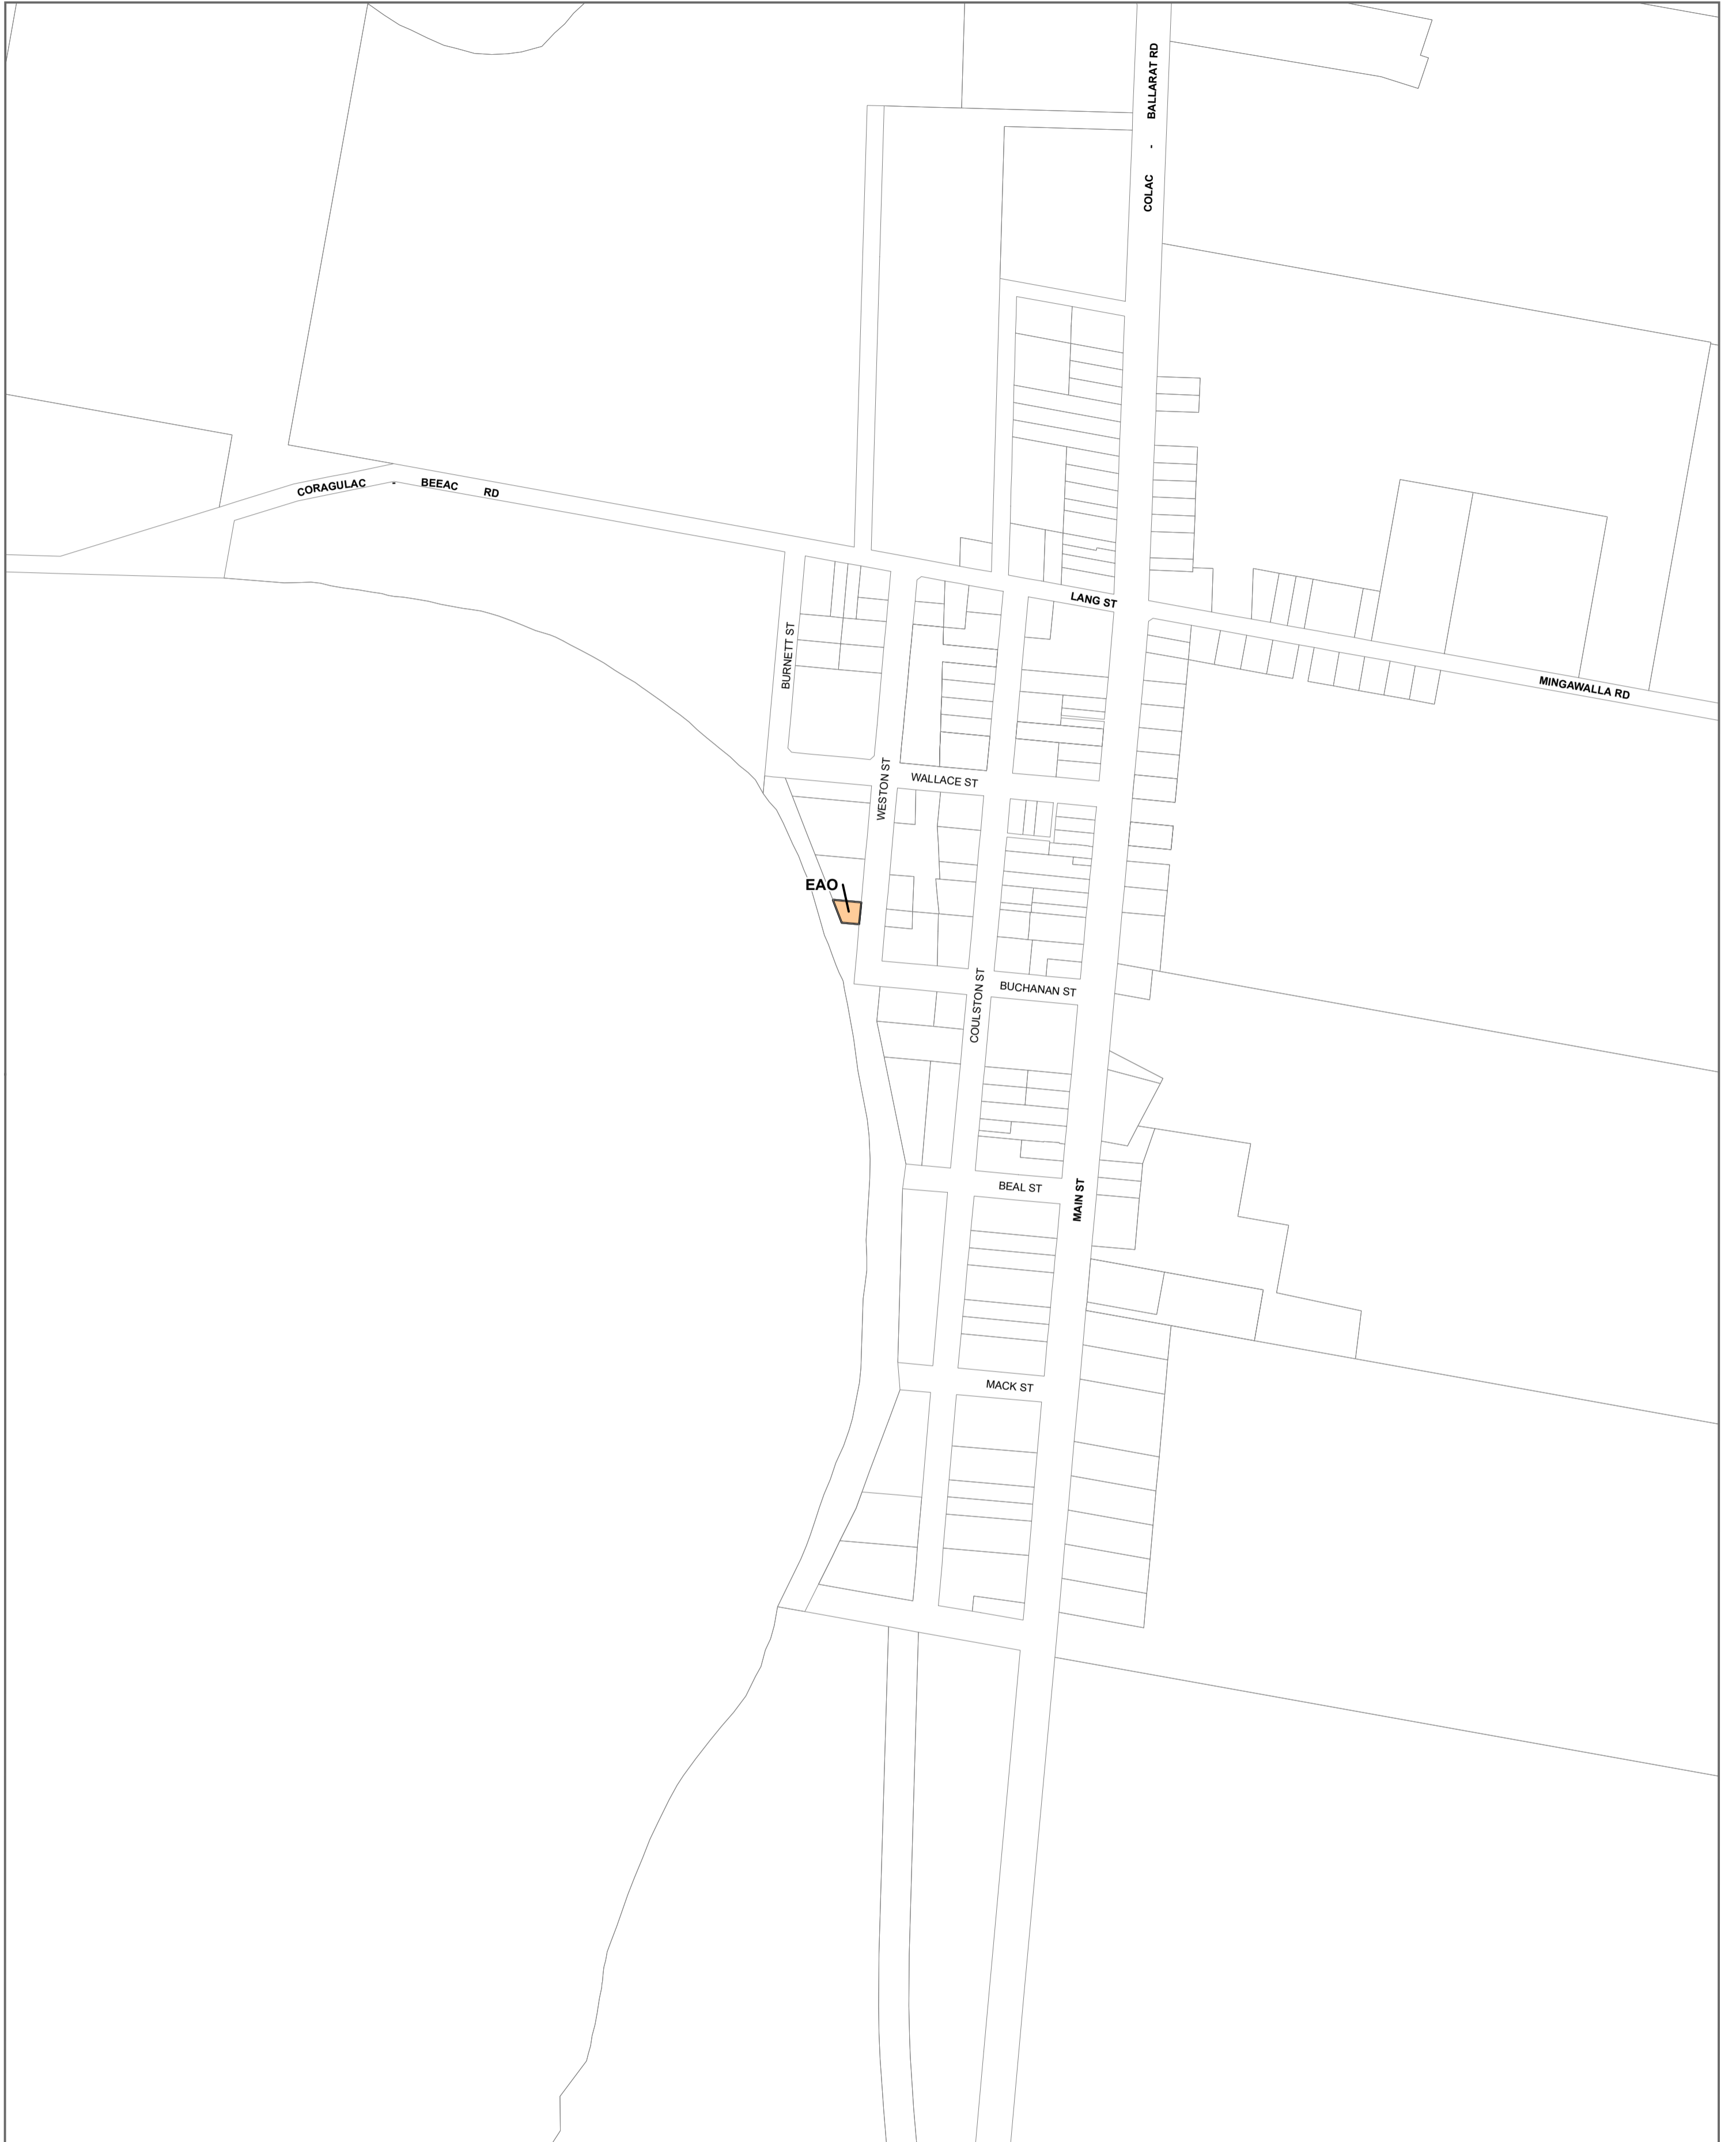 COLAC - BALLARAT RD
CORAGULAC - BEEAC RD
LANG ST
BURNETT ST
MINGAWALLA RD
WESTON ST
WALLACE ST
EAO
COULSTON ST
BUCHANAN ST
BEAL ST
MAIN ST
MACK ST